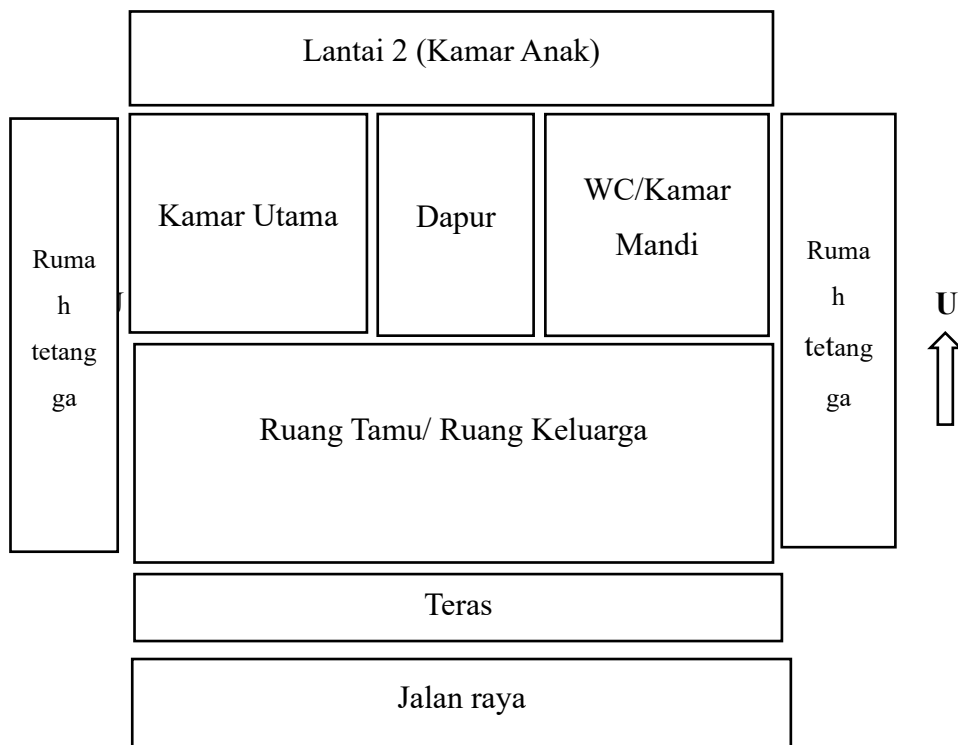 Lantai 2 (Kamar Anak)
Kamar Utama
Dapur
WC/Kamar
Mandi
Ruma
h
tetang
ga
Ruma
h
tetang
ga
U
Ruang Tamu/ Ruang Keluarga
Teras
Jalan raya